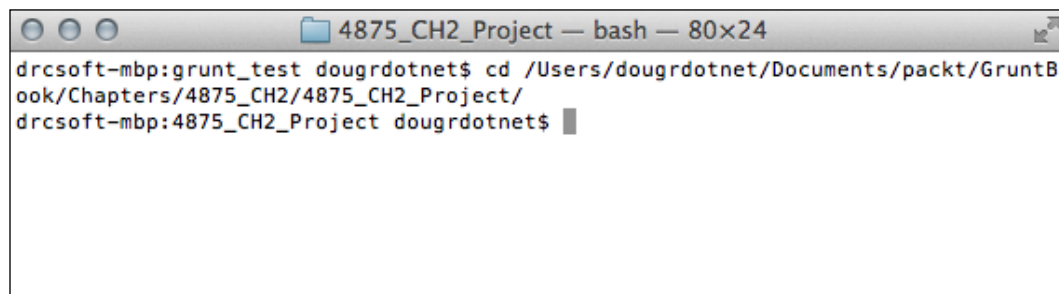 4875_CH2_Project — bash — 80×24
drcsoft-mbp:grunt_test dougrdotnet$ cd /Users/dougrdotnet/Documents/packt/GruntB
ook/Chapters/4875_CH2/4875_CH2_Project/
drcsoft-mbp:4875_CH2_Project dougrdotnet$